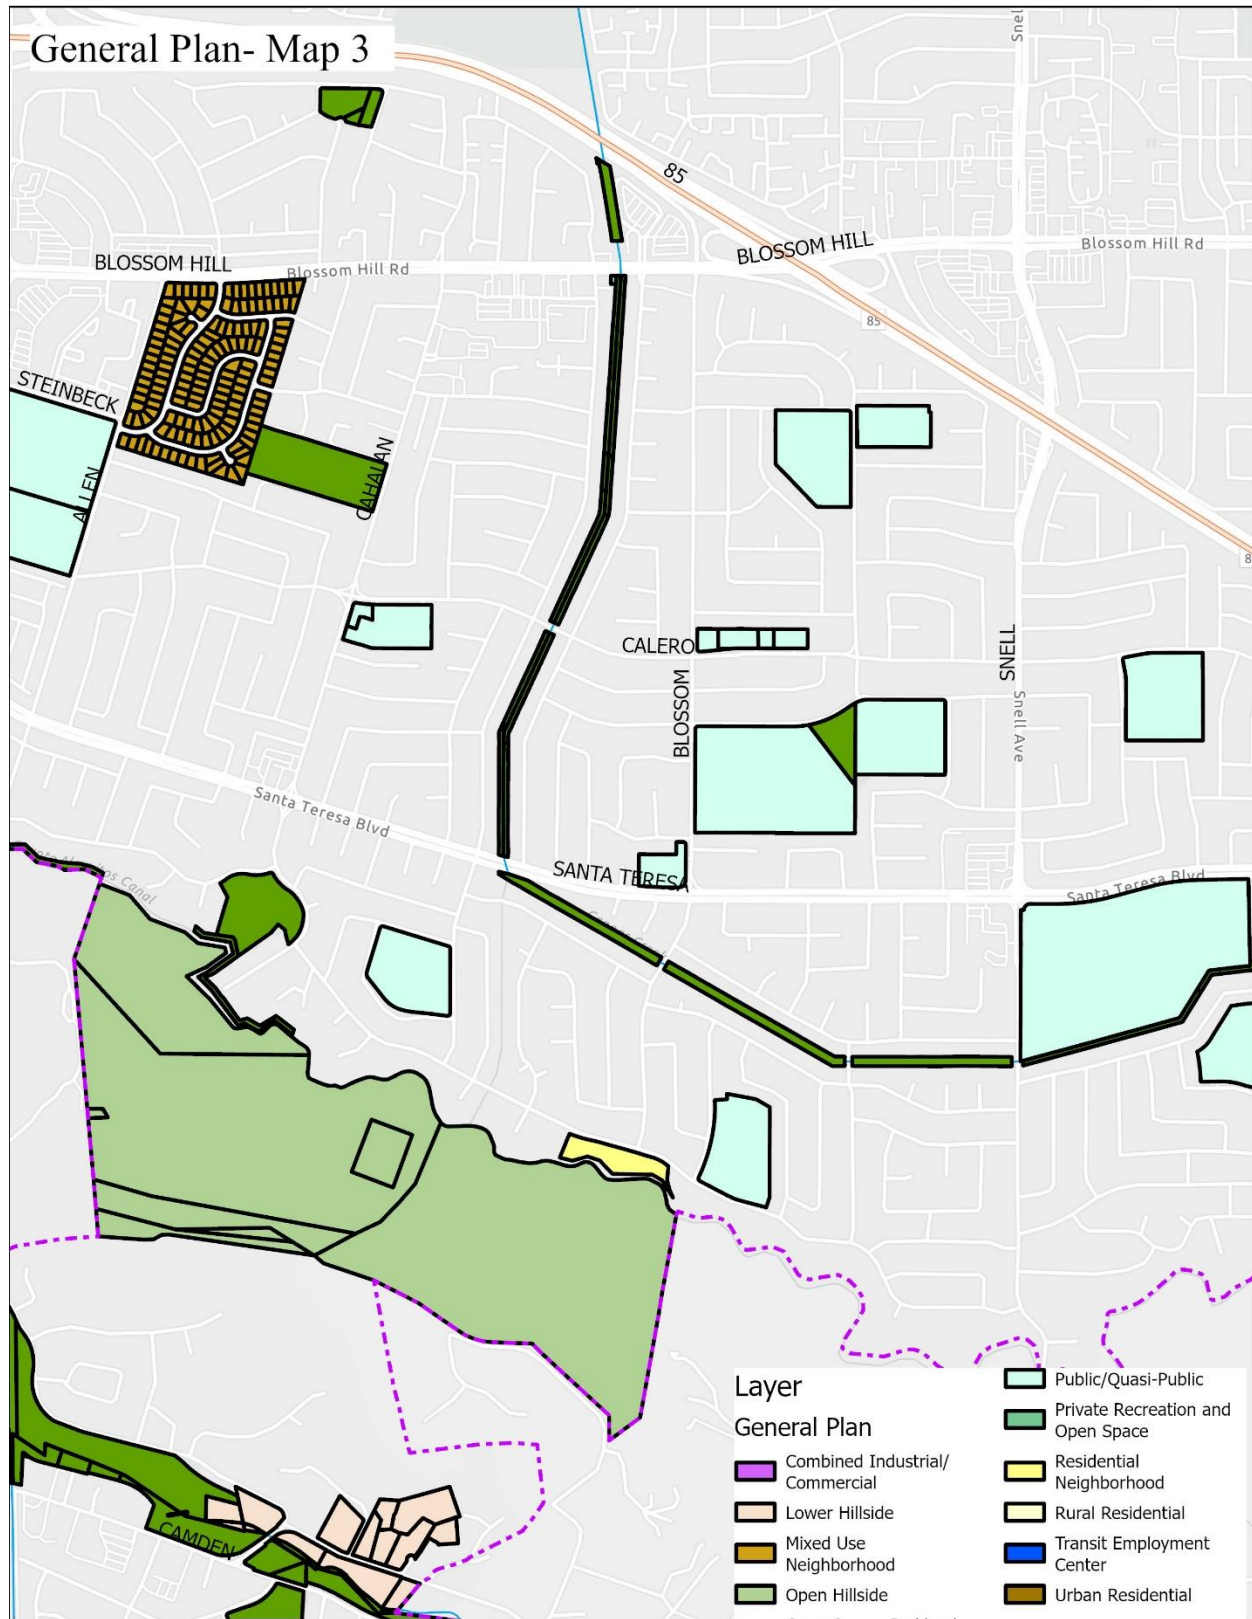 General Plan- Map 3
Snel
85
BLOSSOM HILL
Blossom Hill Rd
BLOSSOM HILL
Blossom Hill Rd
85
STEINBECK
CAHALAN
ALLEN
8
CALERO
SNELL
BLOSSOM
Snell Ave
Santa Teresa Blvd
SANTA TERESA
Santa Teresa Blvd
Canal
CAMDEN
Layer
General Plan
Combined Industrial/
Commercial
Lower Hillside
Mixed Use
Neighborhood
Open Hillside
Public/Quasi-Public
Private Recreation and
Open Space
Residential
Neighborhood
Rural Residential
Transit Employment
Center
Urban Residential